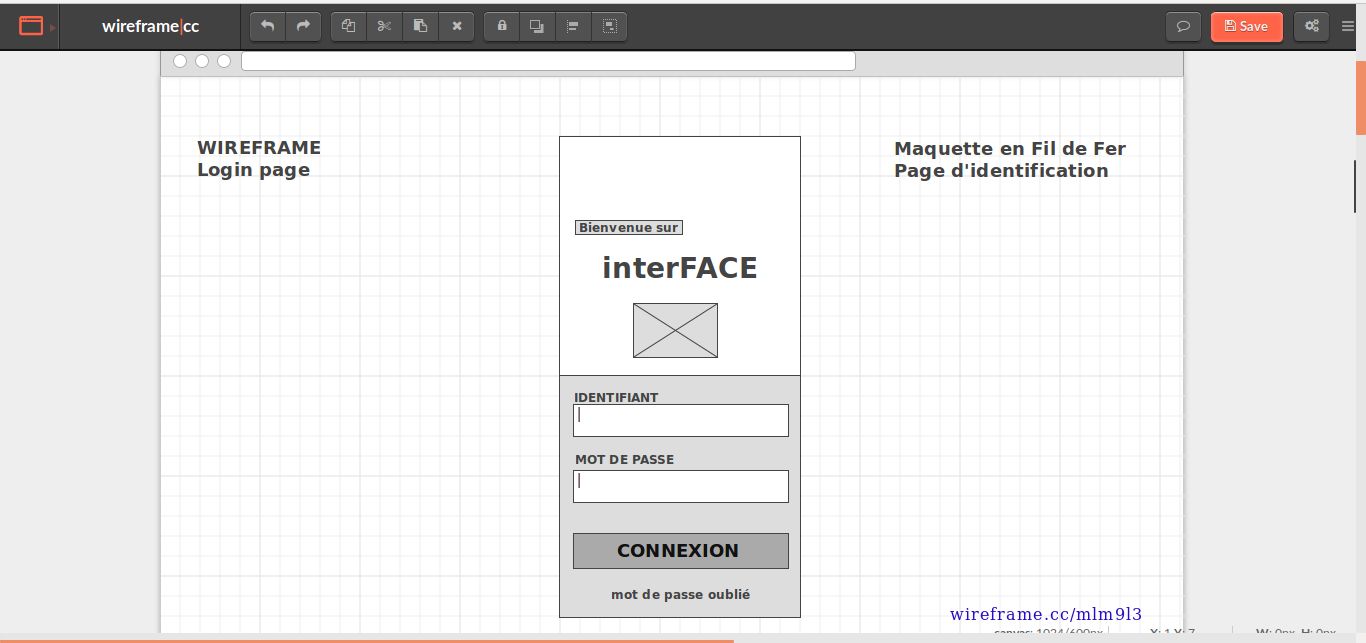 wireframe|cc
Save
WIREFRAME
Login page
Maquette en Fil de Fer
Page d'identification
Bienvenue sur
interFACE
IDENTIFIANT
MOT DE PASSE
CONNEXION
mot de passe oublié
wireframe.cc/mlm9l3
canvas: 1024/600px
X: 1 Y: 7
W: 0px, H: 0px